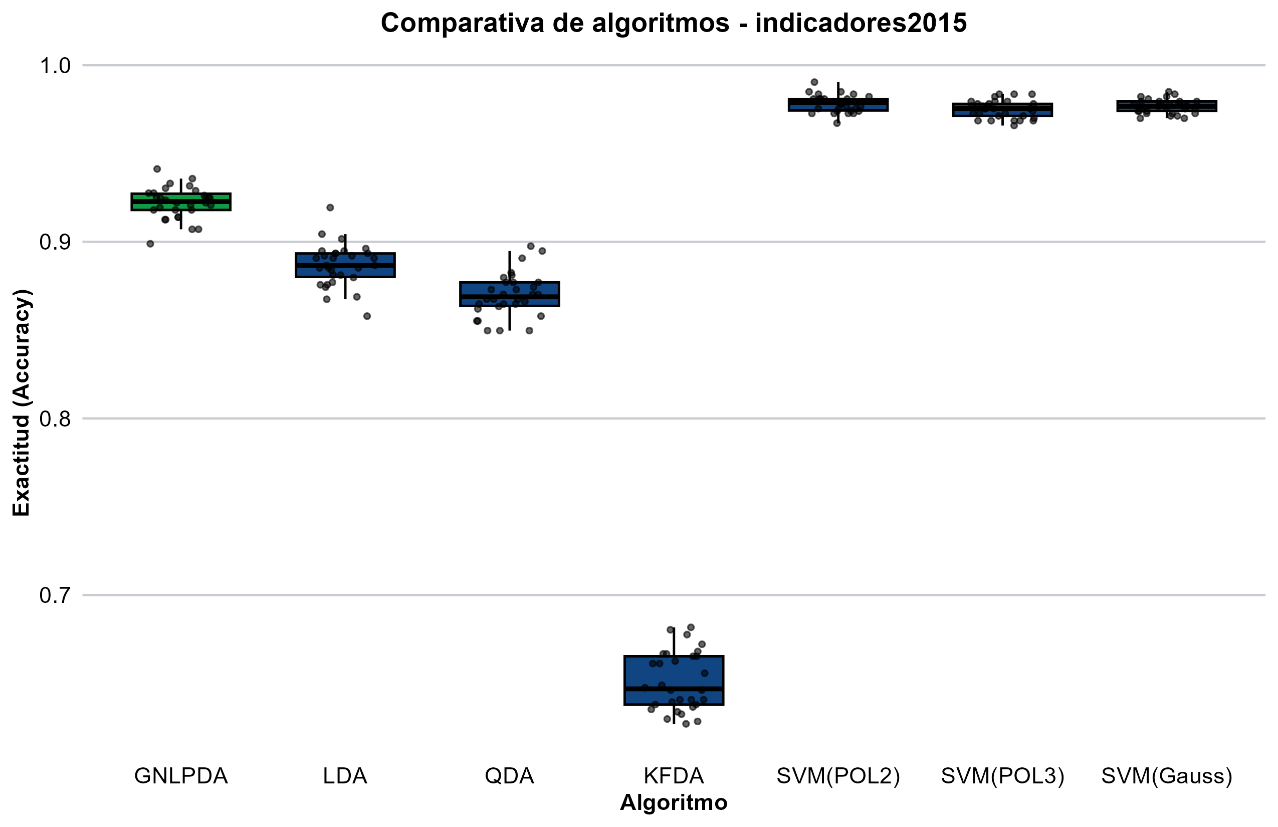 Comparativa de algoritmos - indicadores2015
Exactitud (Accuracy)
1.0
0.9
0.8
0.7
GNLPDA LDA QDA KFDA SVM(POL2) SVM(POL3) SVM(Gauss)
Algoritmo